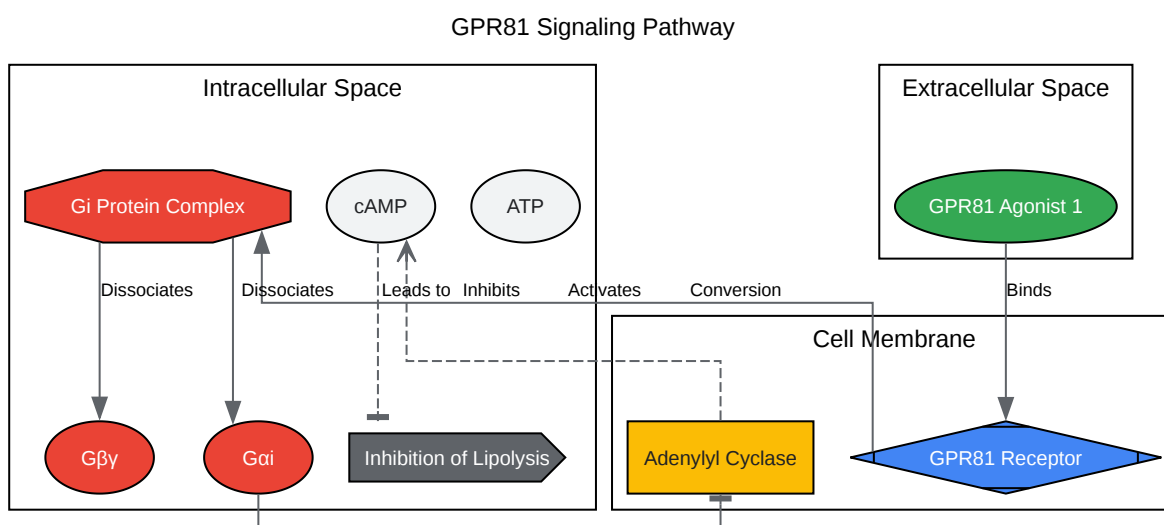 GPR81 Signaling Pathway
Intracellular Space
Extracellular Space
Gi Protein Complex
cAMP
ATP
GPR81 Agonist 1
Dissociates
Dissociates
Leads to
Inhibits
Activates
Conversion
Binds
Cell Membrane
Gβγ
Gαi
Inhibition of Lipolysis
Adenylyl Cyclase
GPR81 Receptor